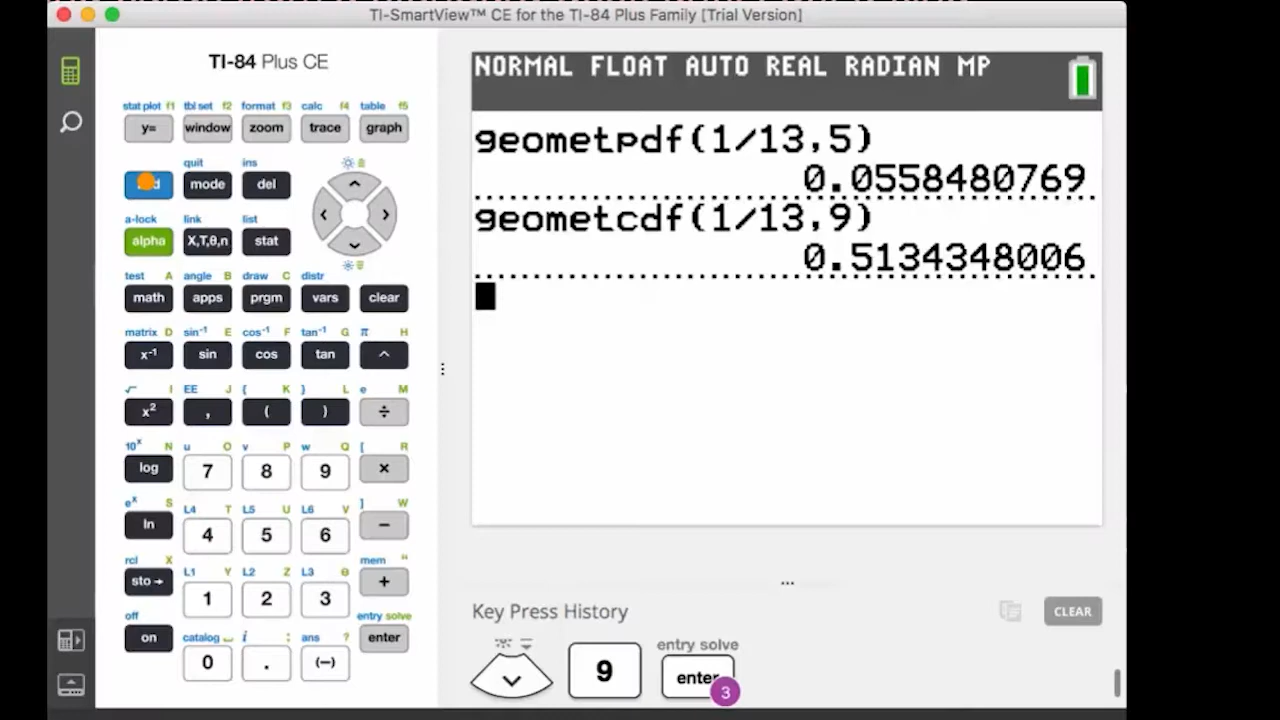 TI-SmartView™ CE for the TI-84 Plus Family [Trial Version]
TI-84 Plus CE
stat plot f1 tbl set f2 format f3 calc f4 table f5
y= window zoom trace graph
quit ins
mode del
a-lock link list
alpha X,T,θ,n stat
test A angle B draw C distr
math apps prgm vars clear
matrix D sin⁻¹ E cos⁻¹ F tan⁻¹ G π H
x⁻¹ sin cos tan ^
√ I EE J { K } L e M
x² , ( ) ÷
10ˣ N u O v P w Q [ R
log 7 8 9 ×
eˣ S L4 T L5 U L6 V ] W
ln 4 5 6 −
rcl X L1 Y L2 Z L3 θ mem "
sto→ 1 2 3 +
off catalog ⎵ i : ans ? entry solve
on 0 . (−) enter
NORMAL FLOAT AUTO REAL RADIAN MP
geometpdf(1/13,5)
0.0558480769
geometcdf(1/13,9)
0.5134348006
Key Press History
CLEAR
entry solve
9 enter
3